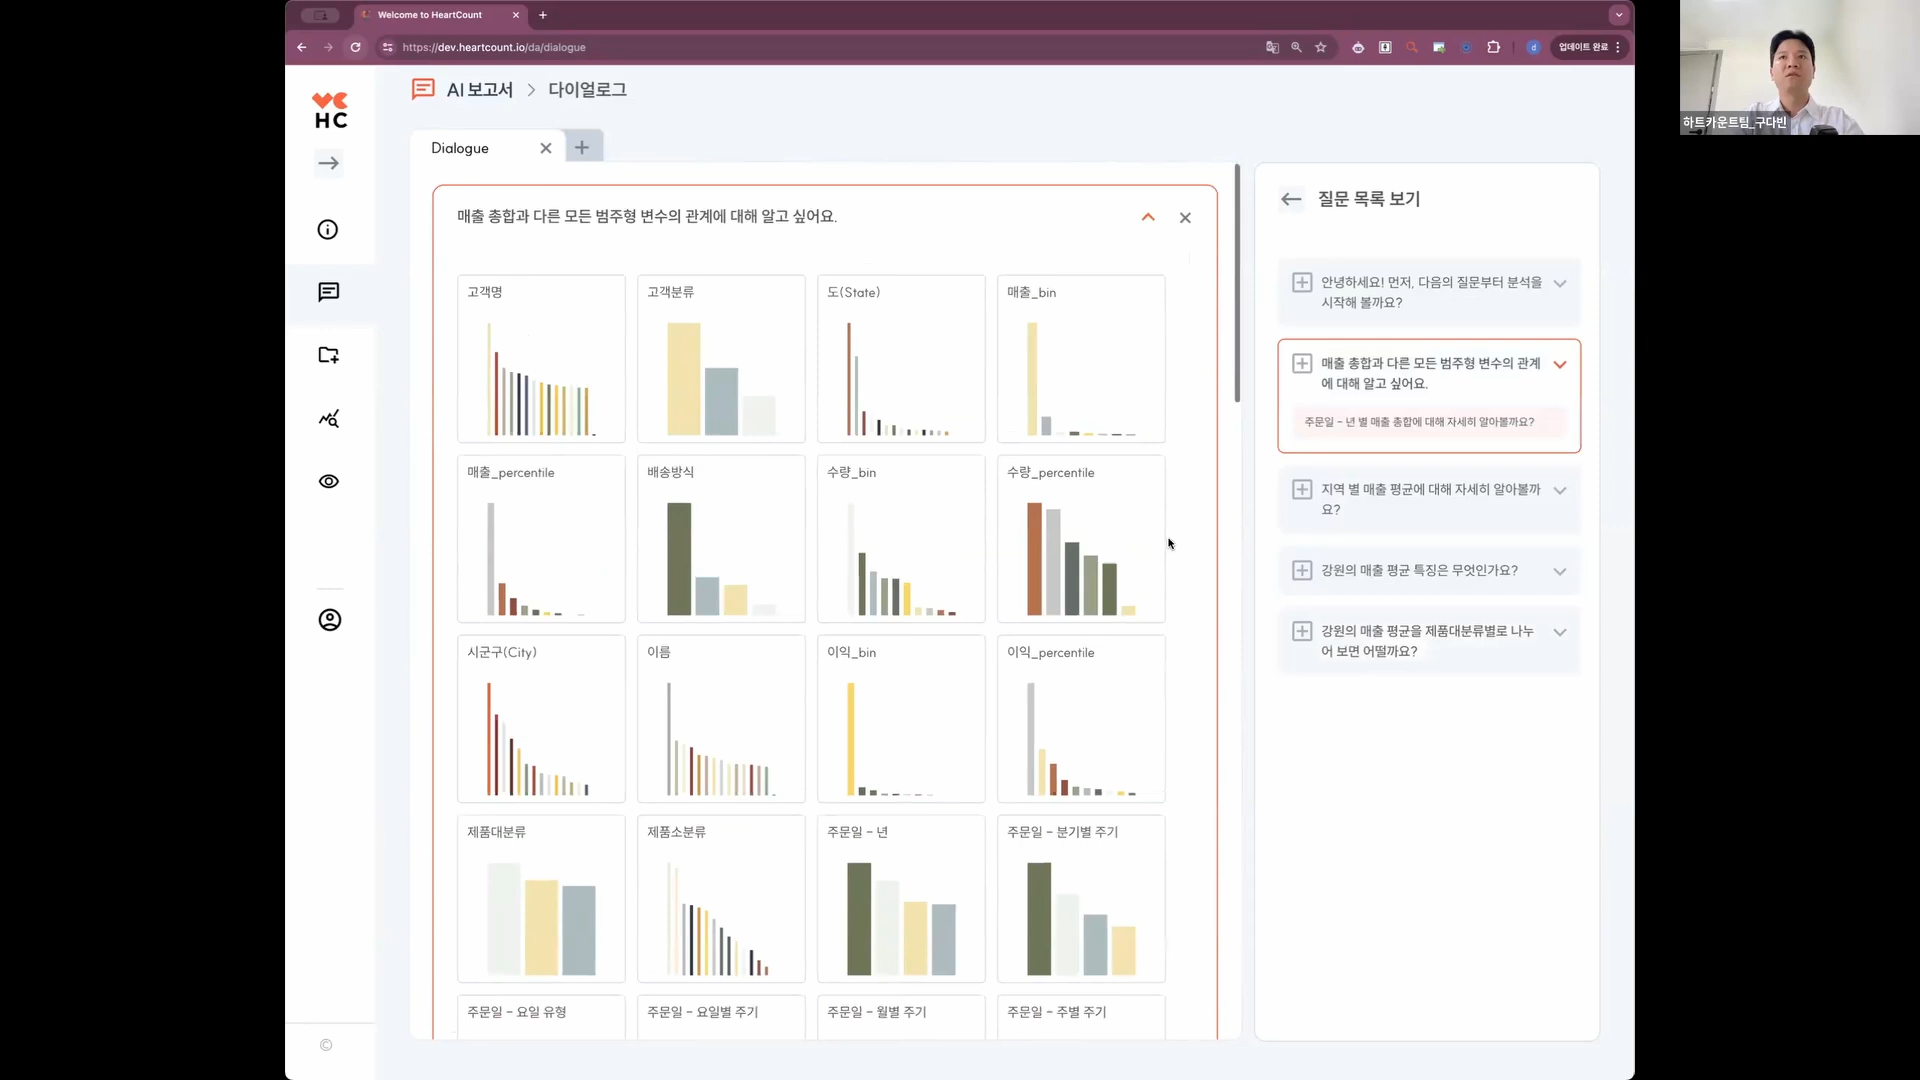 Welcome to HeartCount
https://dev.heartcount.io/da/dialogue
d
업데이트 완료
하트카운트팀_구다빈
HC
AI 보고서 > 다이얼로그
Dialogue
매출 총합과 다른 모든 범주형 변수의 관계에 대해 알고 싶어요.
고객명
고객분류
도(State)
매출_bin
매출_percentile
배송방식
수량_bin
수량_percentile
시군구(City)
이름
이익_bin
이익_percentile
제품대분류
제품소분류
주문일 - 년
주문일 - 분기별 주기
주문일 - 요일 유형
주문일 - 요일별 주기
주문일 - 월별 주기
주문일 - 주별 주기
질문 목록 보기
안녕하세요! 먼저, 다음의 질문부터 분석을
시작해 볼까요?
매출 총합과 다른 모든 범주형 변수의 관계
에 대해 알고 싶어요.
주문일 - 년 별 매출 총합에 대해 자세히 알아볼까요?
지역 별 매출 평균에 대해 자세히 알아볼까
요?
강원의 매출 평균 특징은 무엇인가요?
강원의 매출 평균을 제품대분류별로 나누
어 보면 어떨까요?
©